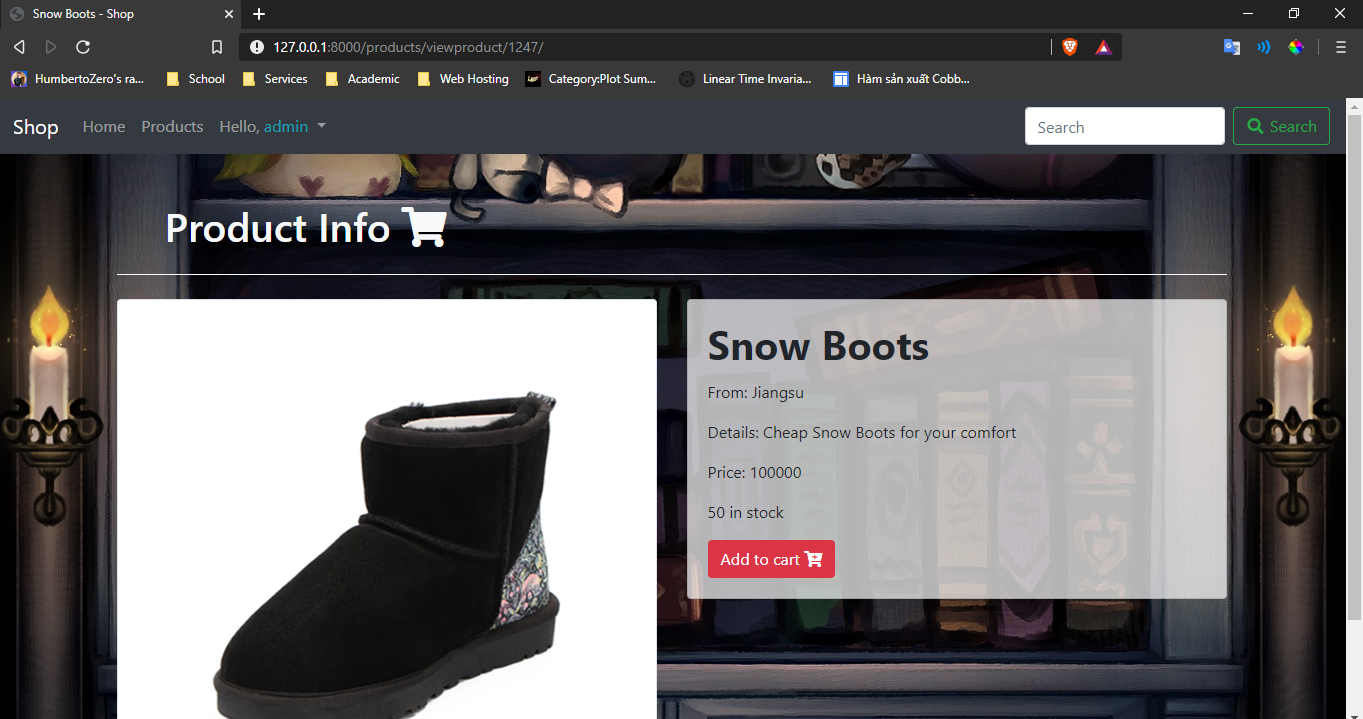 Snow Boots - Shop
127.0.0.1:8000/products/viewproduct/1247/
HumbertoZero's ra... School Services Academic Web Hosting Category:Plot Sum... Linear Time Invaria... Hàm sản xuất Cobb...
Shop Home Products Hello, admin Search Search
Product Info
Snow Boots
From: Jiangsu
Details: Cheap Snow Boots for your comfort
Price: 100000
50 in stock
Add to cart